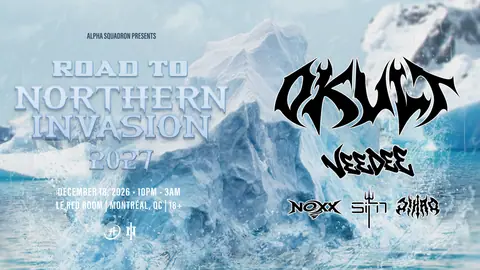 ALPHA SQUADRON PRESENTS
ROAD TO
NORTHERN
INVASION
2027
DECEMBER 18, 2026 • 10PM - 3AM
LE RED ROOM | MONTRÉAL, QC | 18+
OKULT
VEEDEE
NOXX